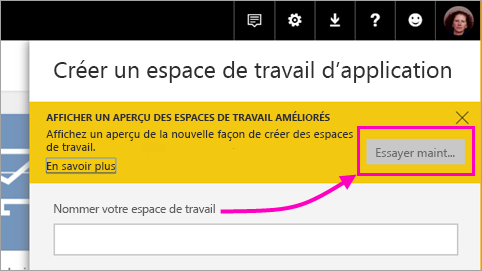 Créer un espace de travail d'application
AFFICHER UN APERÇU DES ESPACES DE TRAVAIL AMÉLIORÉS
Affichez un aperçu de la nouvelle façon de créer des espaces
de travail.
En savoir plus
Essayer maint...
Nommer votre espace de travail